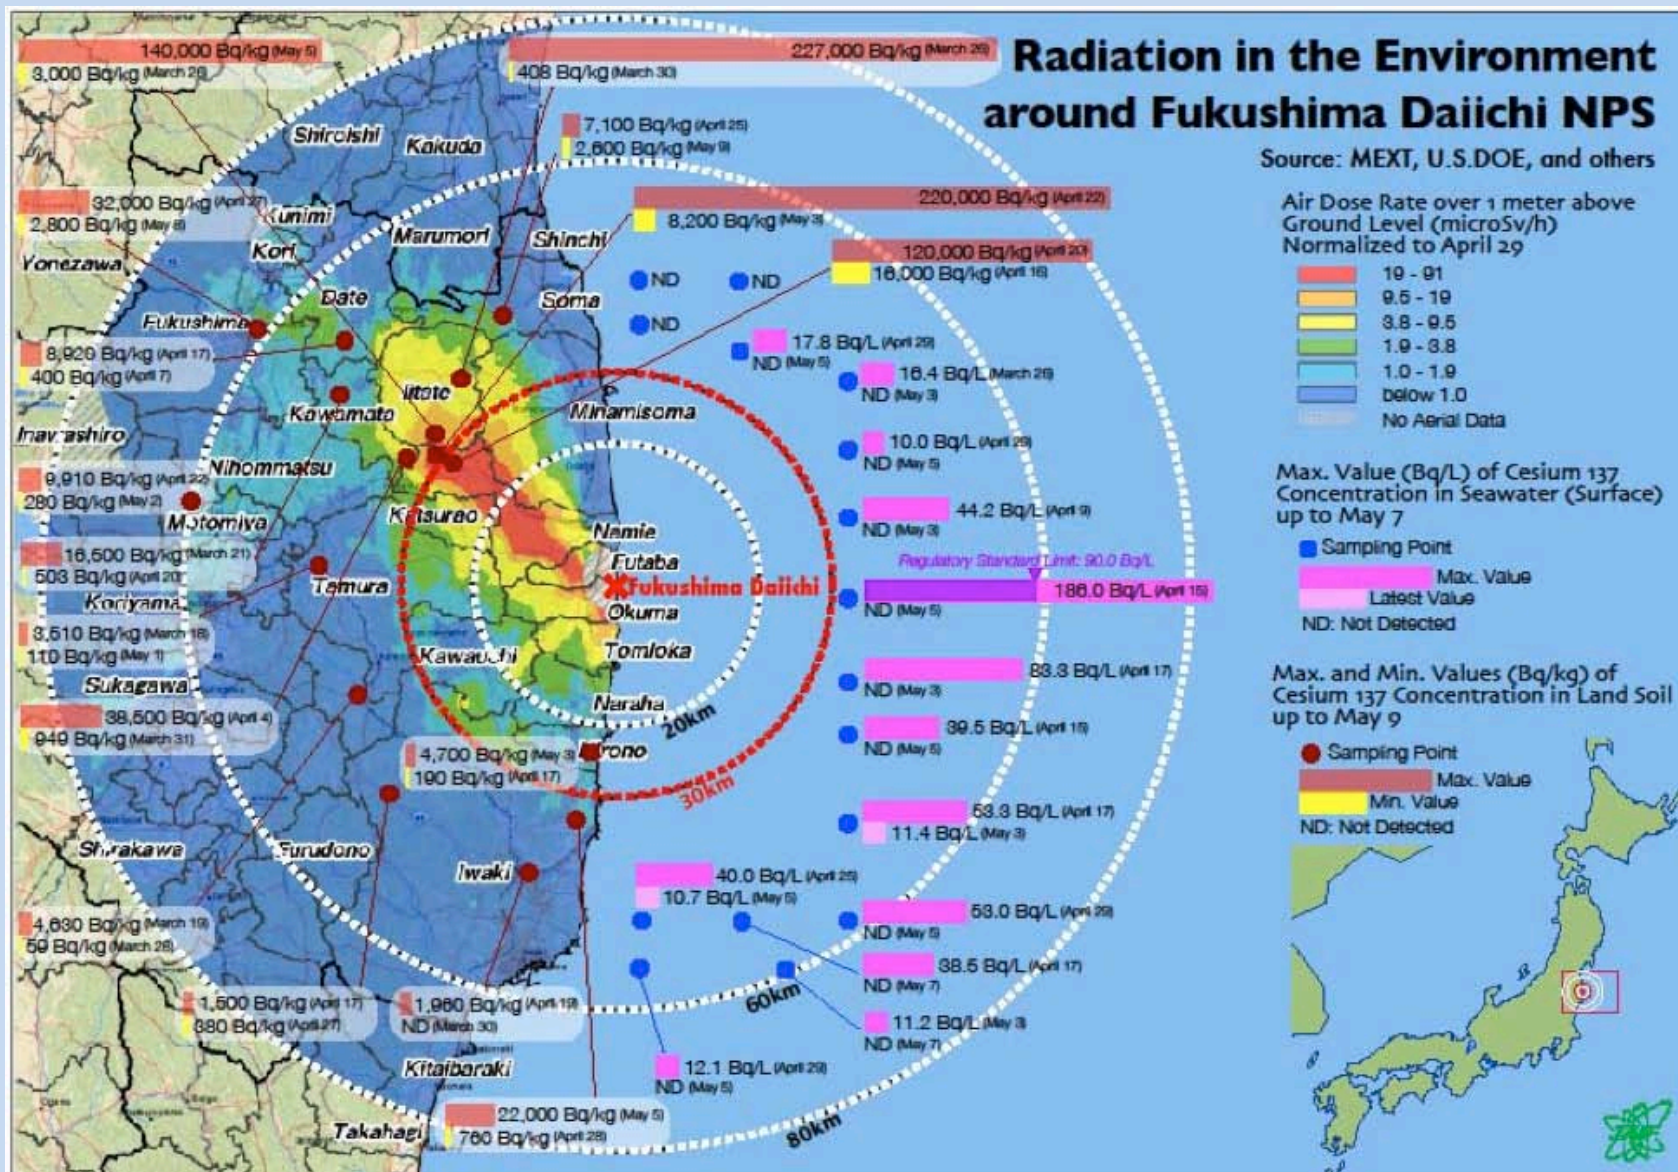 Radiation in the Environment
around Fukushima Daiichi NPS
Source: MEXT, U.S.DOE, and others
140,000 Bq/kg (May 5)
3,000 Bq/kg (March 26)
227,000 Bq/kg (March 26)
408 Bq/kg (March 30)
7,100 Bq/kg (April 25)
2,600 Bq/kg (May 9)
Shiroishi
Kakuda
32,000 Bq/kg (April 27)
2,800 Bq/kg (May 8)
220,000 Bq/kg (April 22)
8,200 Bq/kg (May 3)
120,000 Bq/kg (April 20)
16,000 Bq/kg (April 16)
Kunimi
Kori
Marumori
Shinchi
Yonezawa
Date
Soma
Fukushima
ND
ND
ND
17.8 Bq/L (April 29)
ND (May 5)
8,920 Bq/kg (April 17)
400 Bq/kg (April 7)
16.4 Bq/L (March 26)
ND (May 3)
Iitate
Kawamata
Minamisoma
Inawashiro
10.0 Bq/L (April 29)
ND (May 5)
Nihommatsu
9,910 Bq/kg (April 22)
280 Bq/kg (May 2)
Motomiya
Katsurao
44.2 Bq/L (April 9)
ND (May 3)
Namie
Futaba
16,500 Bq/kg (March 21)
503 Bq/kg (April 20)
Regulatory Standard Limit: 90.0 Bq/L
186.0 Bq/L (April 15)
ND (May 5)
Tamura
Fukushima Daiichi
Koriyama
Okuma
3,510 Bq/kg (March 18)
110 Bq/kg (May 1)
Kawauchi
Tomioka
83.3 Bq/L (April 17)
ND (May 3)
Sukagawa
Naraha
20km
38,500 Bq/kg (April 4)
949 Bq/kg (March 31)
39.5 Bq/L (April 15)
ND (May 5)
4,700 Bq/kg (May 3)
190 Bq/kg (April 17)
Hirono
30km
53.3 Bq/L (April 17)
11.4 Bq/L (May 3)
Shirakawa
Furudono
Iwaki
40.0 Bq/L (April 25)
10.7 Bq/L (May 5)
4,630 Bq/kg (March 19)
59 Bq/kg (March 28)
53.0 Bq/L (April 29)
ND (May 5)
38.5 Bq/L (April 17)
ND (May 7)
60km
1,500 Bq/kg (April 17)
380 Bq/kg (April 27)
1,960 Bq/kg (April 19)
ND (March 30)
11.2 Bq/L (May 3)
ND (May 7)
Kitaibaraki
12.1 Bq/L (April 29)
ND (May 5)
22,000 Bq/kg (May 5)
760 Bq/kg (April 28)
Takahagi
80km
Air Dose Rate over 1 meter above
Ground Level (microSv/h)
Normalized to April 29
19 - 91
9.5 - 19
3.8 - 9.5
1.9 - 3.8
1.0 - 1.9
below 1.0
No Aerial Data
Max. Value (Bq/L) of Cesium 137
Concentration in Seawater (Surface)
up to May 7
Sampling Point
Max. Value
Latest Value
ND: Not Detected
Max. and Min. Values (Bq/kg) of
Cesium 137 Concentration in Land Soil
up to May 9
Sampling Point
Max. Value
Min. Value
ND: Not Detected